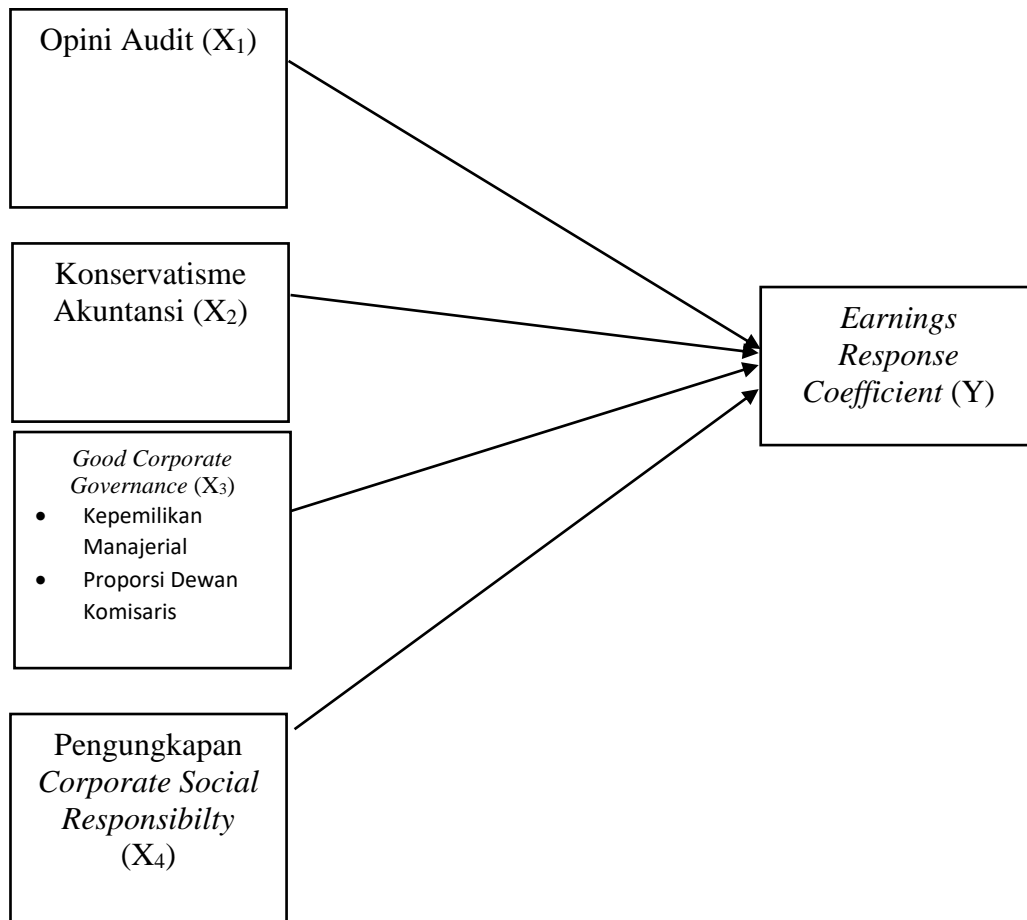 Opini Audit (X₁)
Konservatisme
Akuntansi (X₂)
Good Corporate
Governance (X₃)
• Kepemilikan
Manajerial
• Proporsi Dewan
Komisaris
Pengungkapan
Corporate Social
Responsibilty
(X₄)
Earnings
Response
Coefficient (Y)